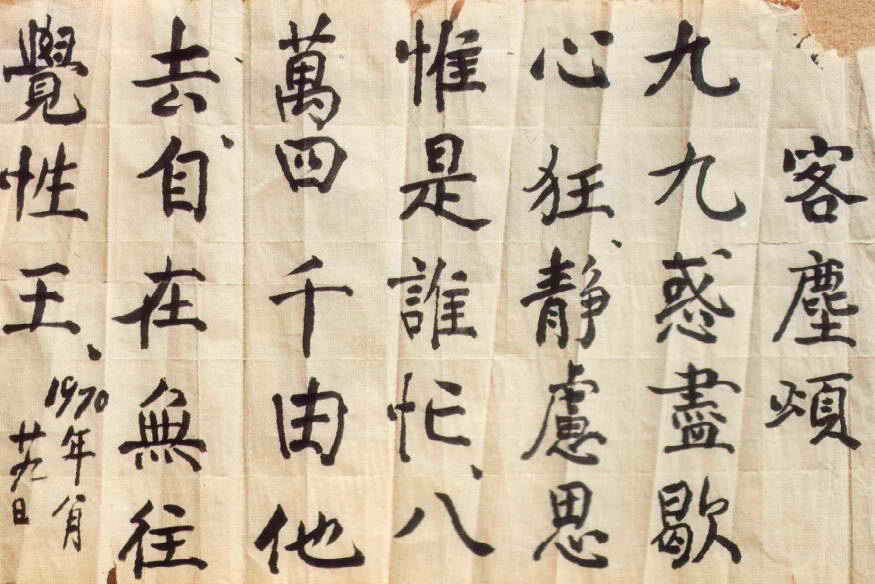 客塵頌
九九惑盡歇
心狂、靜慮思
惟是誰忙、八
萬四千由他
去、自在無往
覺性王、
1970年月
廿九日